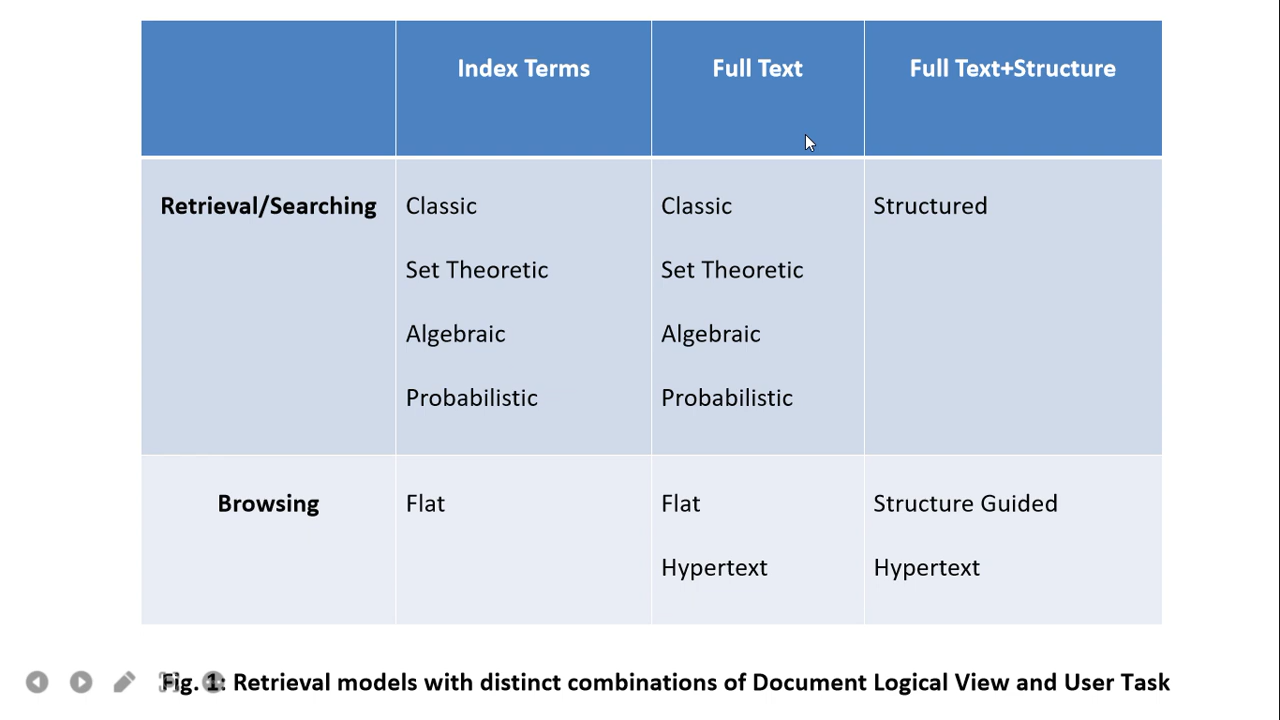 Index Terms Full Text Full Text+Structure
Retrieval/Searching Classic Classic Structured
Set Theoretic Set Theoretic
Algebraic Algebraic
Probabilistic Probabilistic
Browsing Flat Flat Structure Guided
Hypertext Hypertext
Fig. 1: Retrieval models with distinct combinations of Document Logical View and User Task